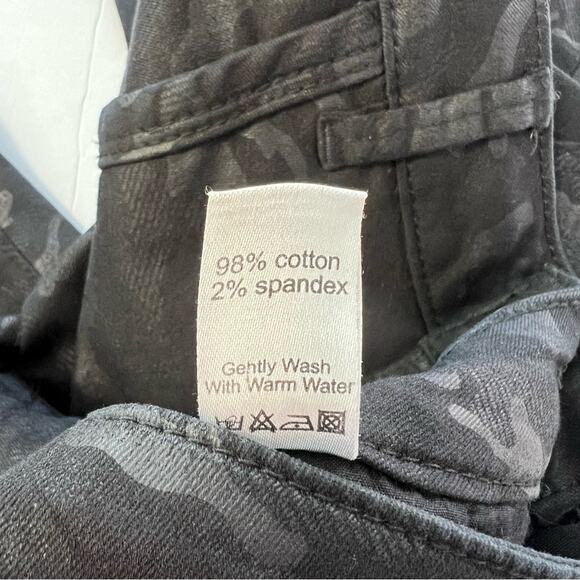 98% cotton
2% spandex
Gently Wash
With Warm Water